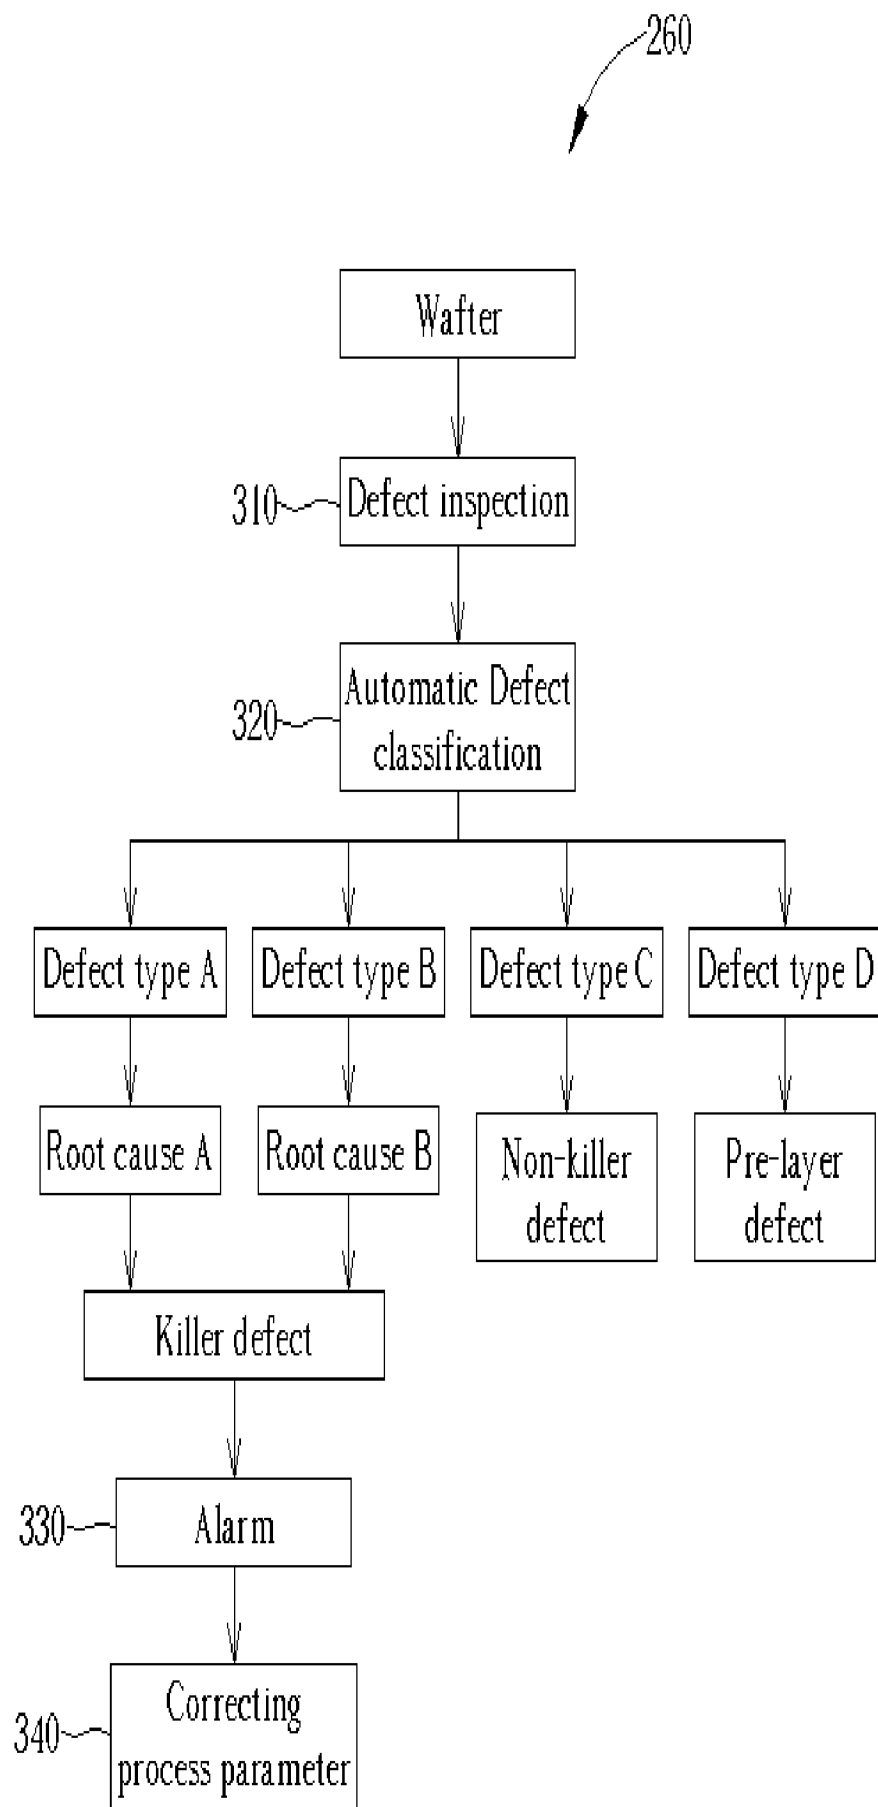 260
Wafter
310
Defect inspection
320
Automatic Defect
classification
Defect type A
Defect type B
Defect type C
Defect type D
Root cause A
Root cause B
Non-killer
defect
Pre-layer
defect
Killer defect
330
Alarm
340
Correcting
process parameter